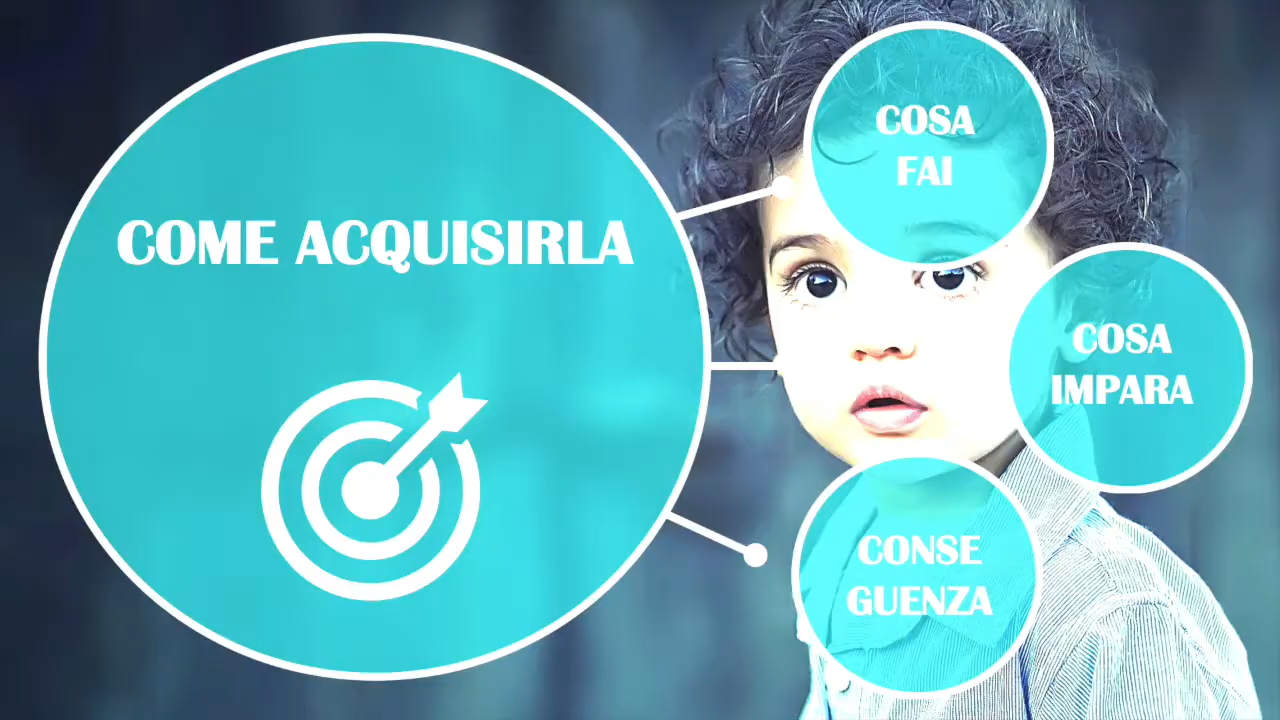 COME ACQUISIRLA
COSA
FAI
COSA
IMPARA
CONSE
GUENZA